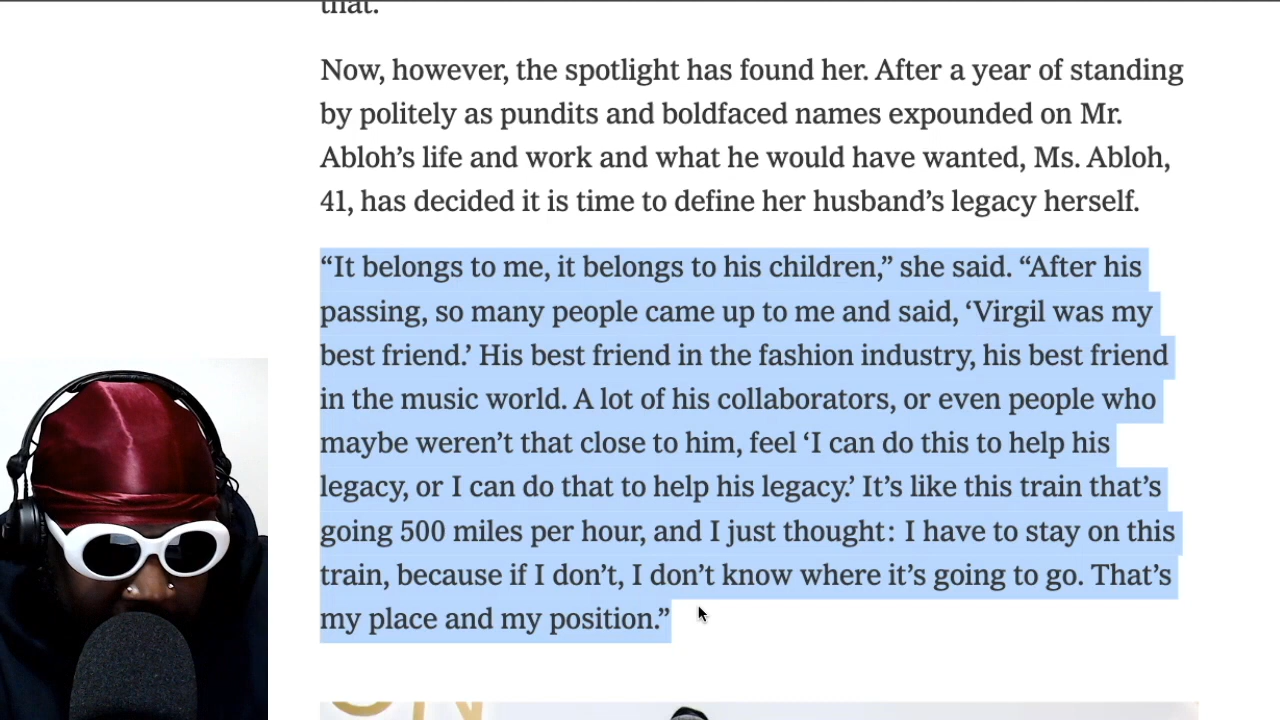 that.
Now, however, the spotlight has found her. After a year of standing
by politely as pundits and boldfaced names expounded on Mr.
Abloh’s life and work and what he would have wanted, Ms. Abloh,
41, has decided it is time to define her husband’s legacy herself.
“It belongs to me, it belongs to his children,” she said. “After his
passing, so many people came up to me and said, ‘Virgil was my
best friend.’ His best friend in the fashion industry, his best friend
in the music world. A lot of his collaborators, or even people who
maybe weren’t that close to him, feel ‘I can do this to help his
legacy, or I can do that to help his legacy.’ It’s like this train that’s
going 500 miles per hour, and I just thought: I have to stay on this
train, because if I don’t, I don’t know where it’s going to go. That’s
my place and my position.”